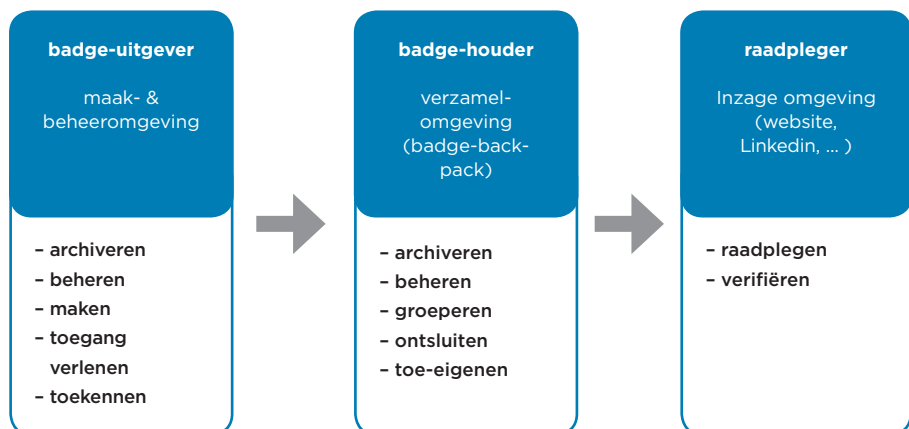 badge-uitgever
maak- &
beheeromgeving
– archiveren
– beheren
– maken
– toegang
verlenen
– toekennen
badge-houder
verzamel-
omgeving
(badge-back-
pack)
– archiveren
– beheren
– groeperen
– ontsluiten
– toe-eigenen
raadpleger
Inzage omgeving
(website,
Linkedin, ... )
– raadplegen
– verifiëren